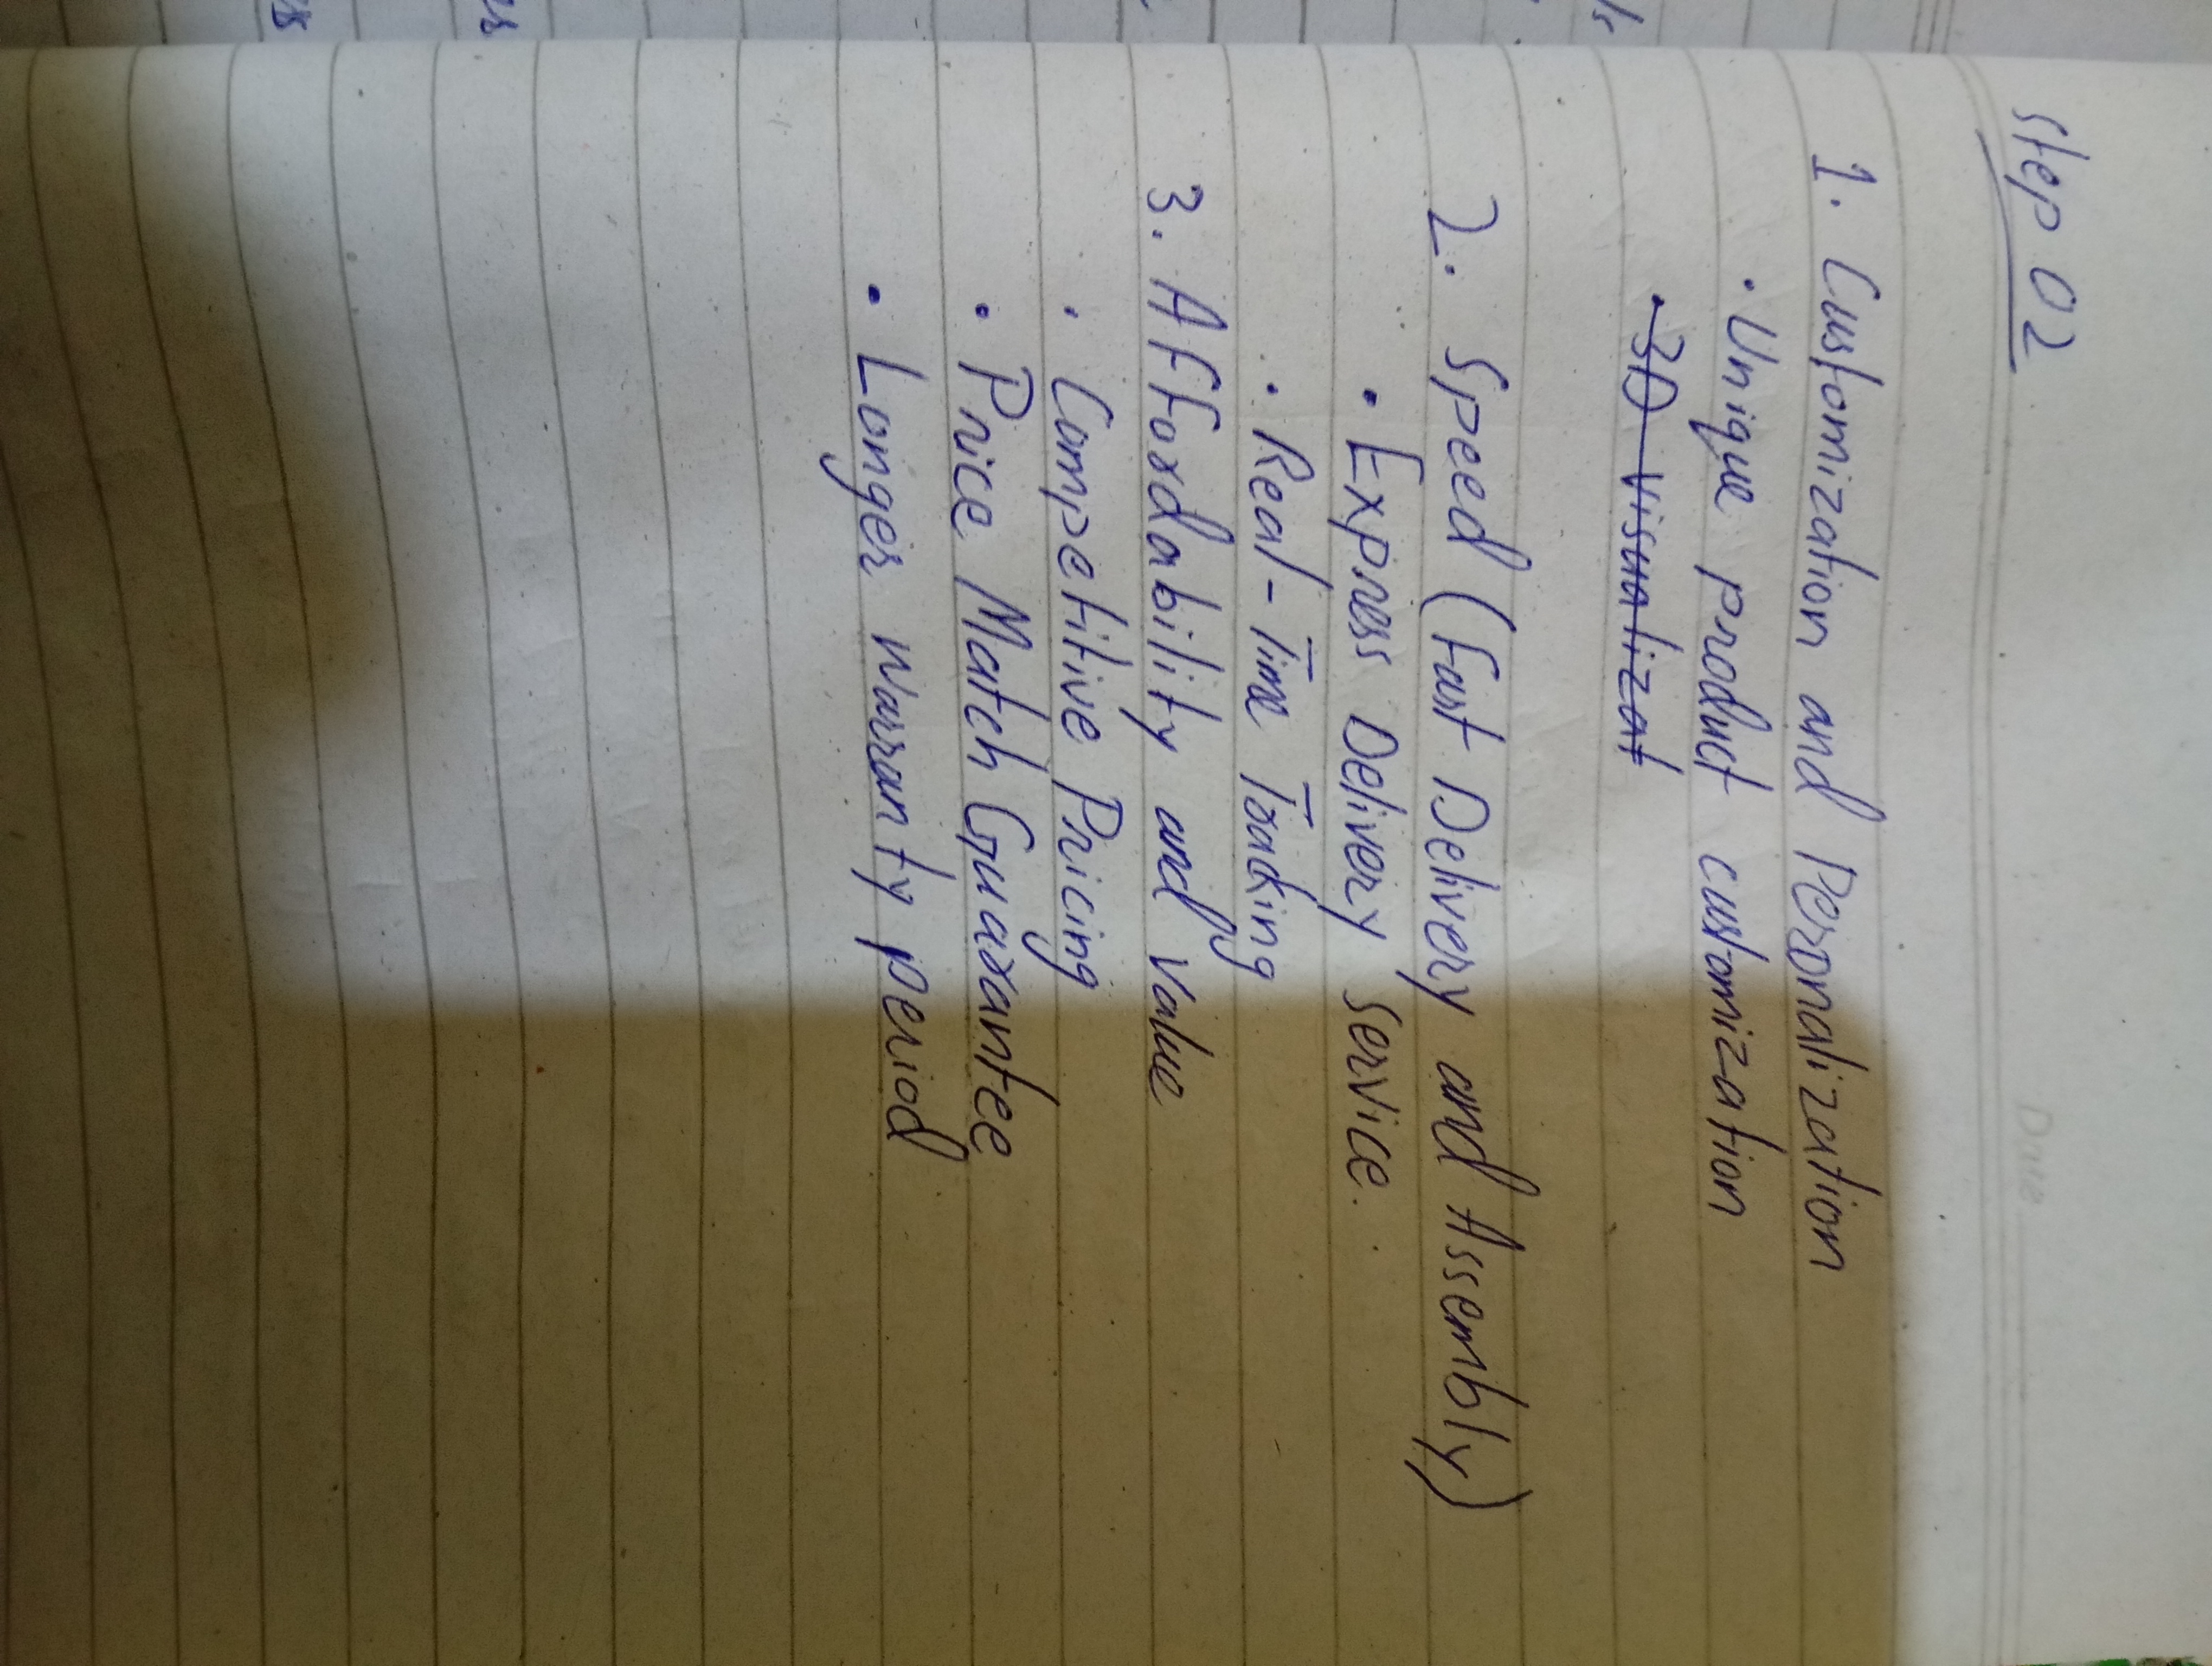 Step 02
Date
1. Customization and Pesonalization
• Unique product customization
• 3D visualizat
2. Speed (Fast Delivery and Assembly)
• Express Delivery Service.
• Real-Time Tracking
3. Affordability and Value
• Competitive Pricing
• Price Match Guarantee
• Longer Warranty period